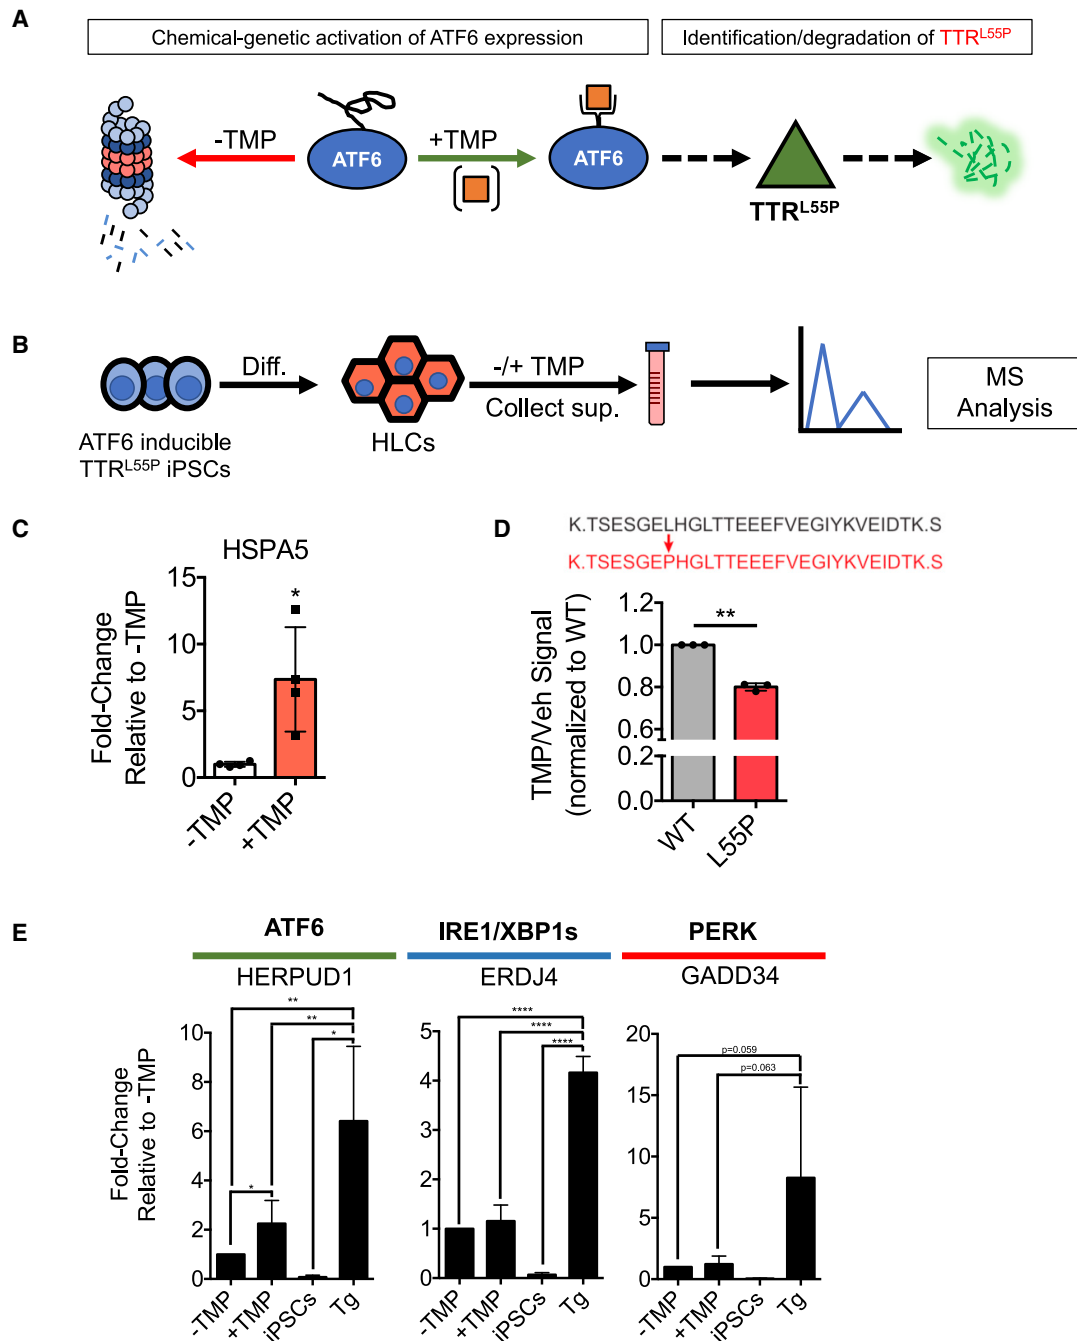 A
Chemical-genetic activation of ATF6 expression
Identification/degradation of TTRL55P
-TMP
ATF6
+TMP
ATF6
TTRL55P
B
ATF6 inducible
TTRL55P iPSCs
Diff.
HLCs
-/+ TMP
Collect sup.
MS
Analysis
C
HSPA5
Fold-Change
Relative to -TMP
15
10
5
0
*
-TMP
+TMP
D
K.TSESGELHGLTTEEEFVEGIYKVEIDTK.S
K.TSESGEPHGLTTEEEFVEGIYKVEIDTK.S
TMP/Veh Signal
(normalized to WT)
1.2
1.0
0.8
0.6
0.2
0.0
**
WT
L55P
E
ATF6
HERPUD1
Fold-Change
Relative to -TMP
10
8
6
4
2
0
**
**
*
*
-TMP
+TMP
iPSCs
Tg
IRE1/XBP1s
ERDJ4
5
4
3
2
1
0
****
****
****
-TMP
+TMP
iPSCs
Tg
PERK
GADD34
20
15
10
5
0
p=0.059
p=0.063
-TMP
+TMP
iPSCs
Tg